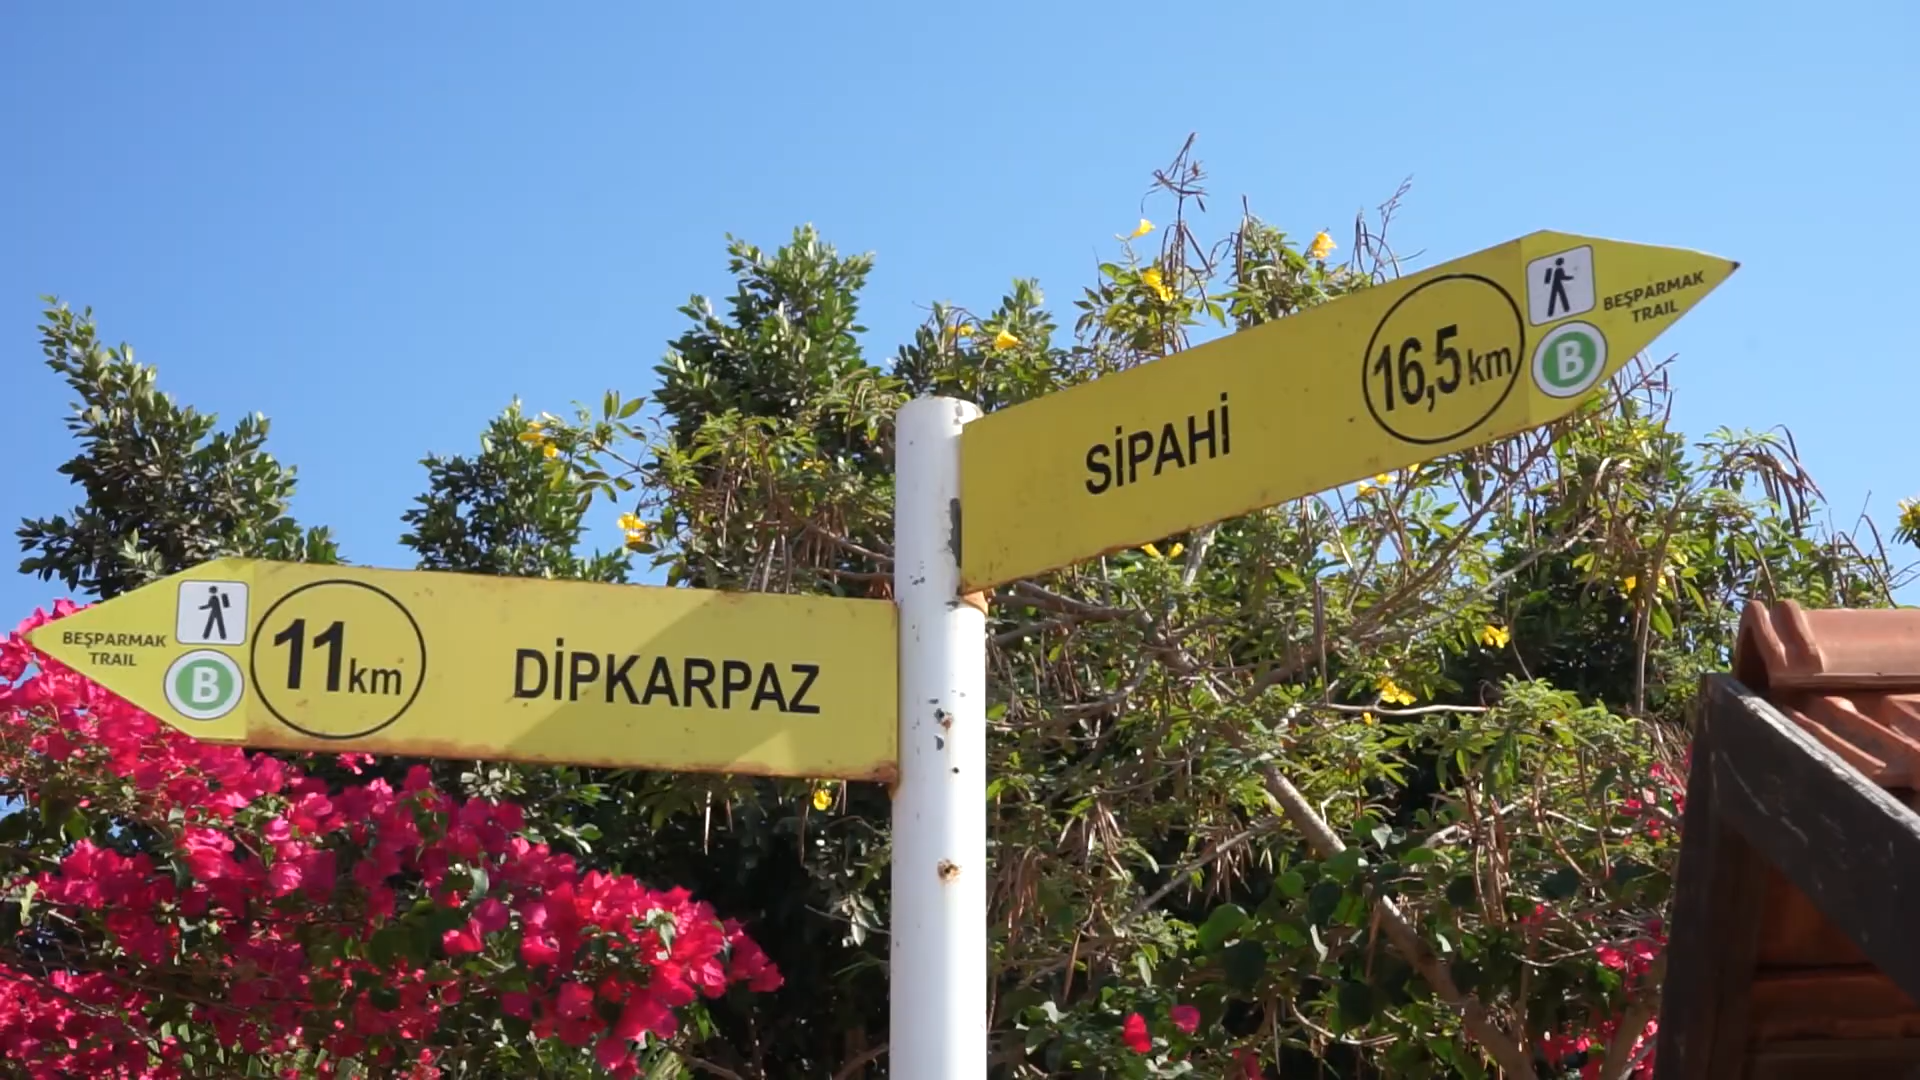 BEŞPARMAK
TRAIL
B
11 km
DİPKARPAZ
SİPAHİ
16,5 km
B
BEŞPARMAK
TRAIL